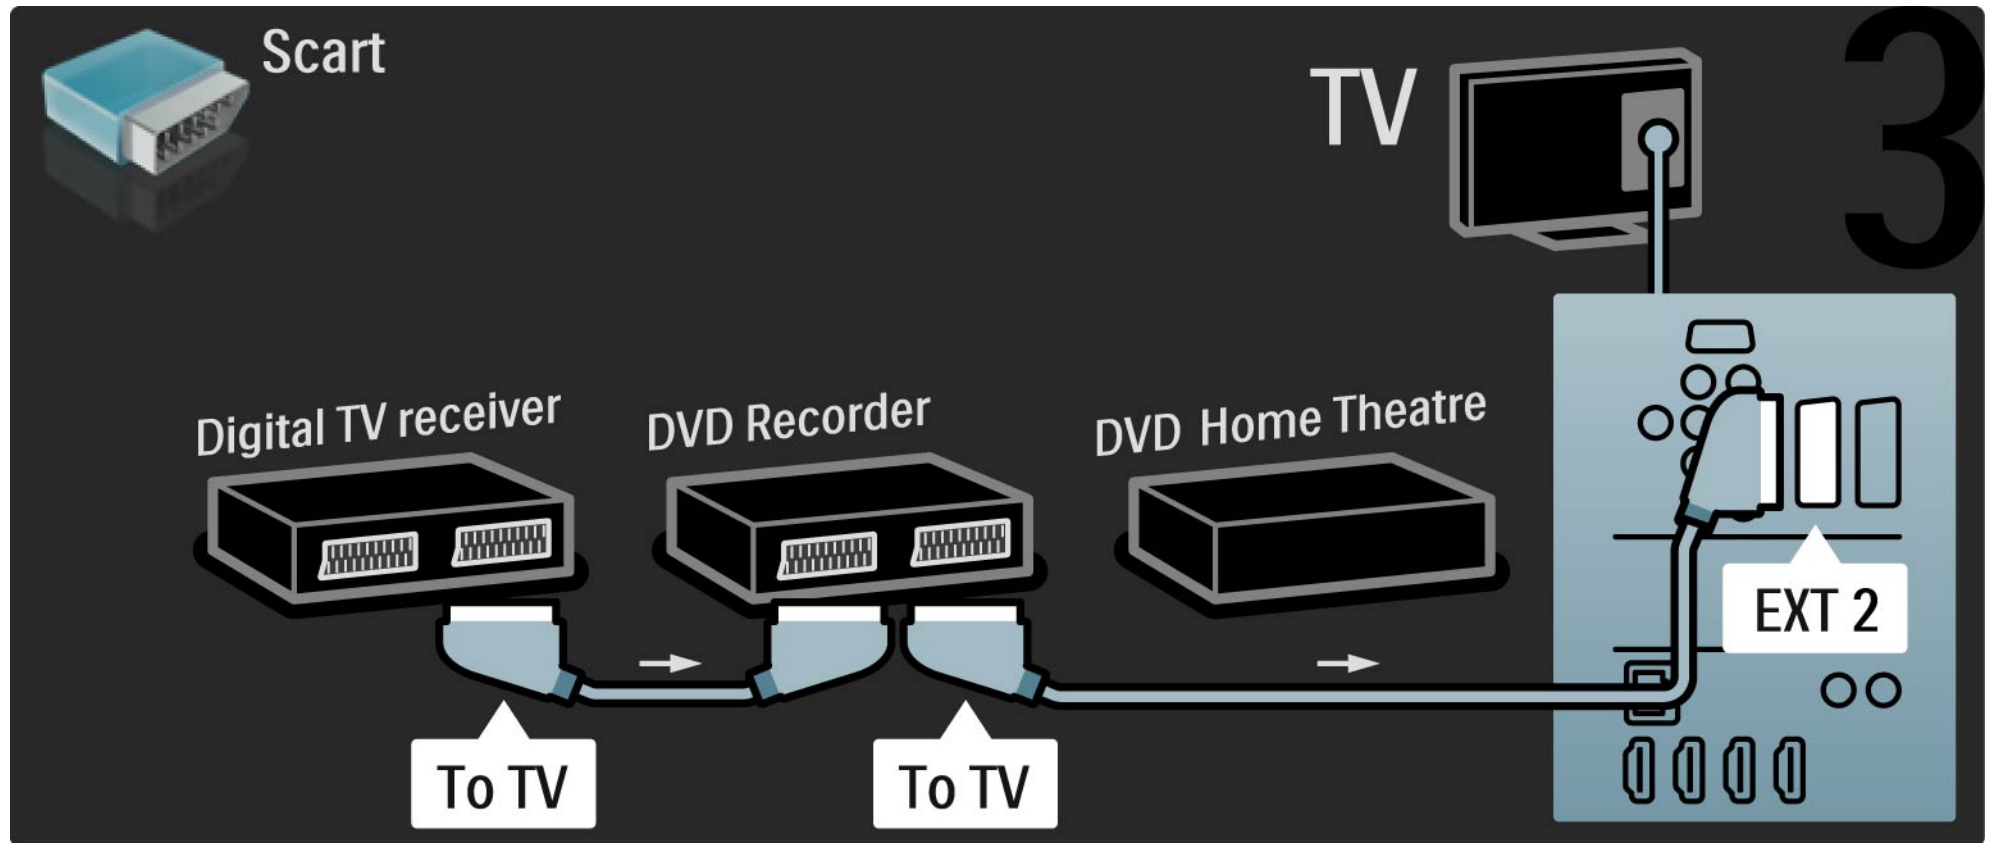 Scart
TV
3
Digital TV receiver
DVD Recorder
DVD Home Theatre
EXT 2
To TV
To TV